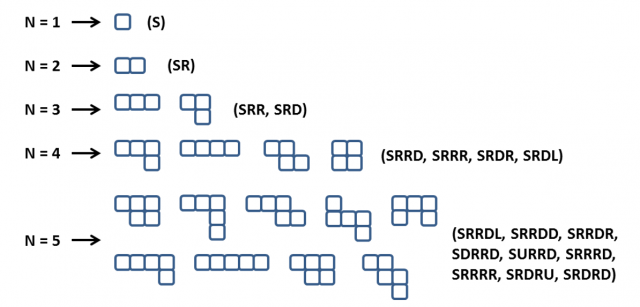 N = 1 (S)
N = 2 (SR)
N = 3 (SRR, SRD)
N = 4 (SRRD, SRRR, SRDR, SRDL)
N = 5 (SRRDL, SRRDD, SRRDR,
SDRRD, SURRD, SRRRD,
SRRRR, SRDRU, SRDRD)